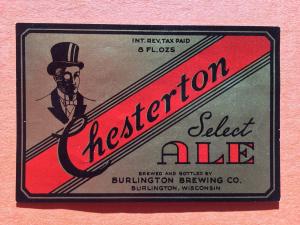 INT. REV. TAX PAID
8 FL. OZS
Chesterton
Select
ALE
BREWED AND BOTTLED BY
BURLINGTON BREWING CO.
BURLINGTON, WISCONSIN